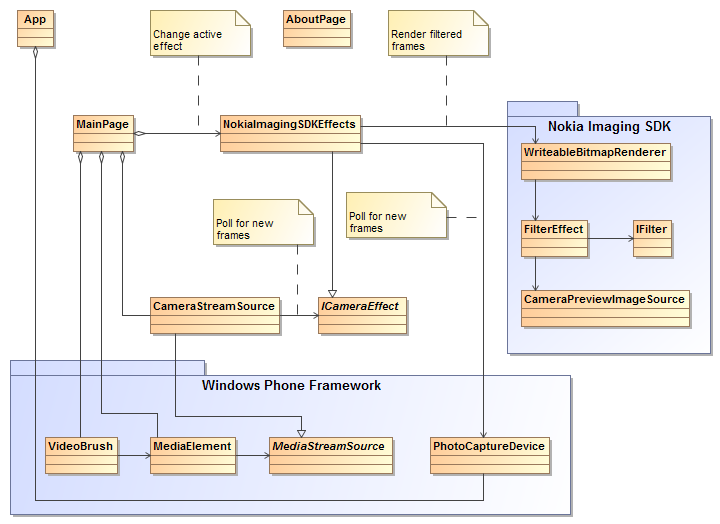 App
Change active
effect
AboutPage
Render filtered
frames
MainPage
NokiaImagingSDKEffects
Nokia Imaging SDK
WriteableBitmapRenderer
Poll for new
frames
Poll for new
frames
FilterEffect
IFilter
CameraStreamSource
ICameraEffect
CameraPreviewImageSource
Windows Phone Framework
VideoBrush
MediaElement
MediaStreamSource
PhotoCaptureDevice